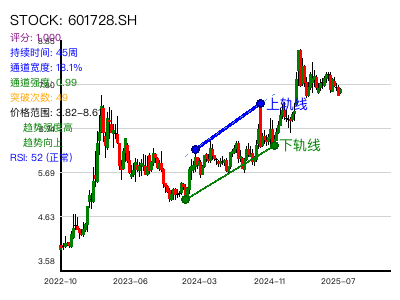 STOCK: 601728.SH
评分: 1.000
持续时间: 45周
通道宽度: 18.1%
通道强度: 0.99
突破次数: 49
价格范围: 3.82-8.6
趋势强度高
趋势向上
RSI: 52 (正常)
上轨线
下轨线
5.69
4.63
3.58
2022-10
2023-06
2024-03
2024-11
2025-07